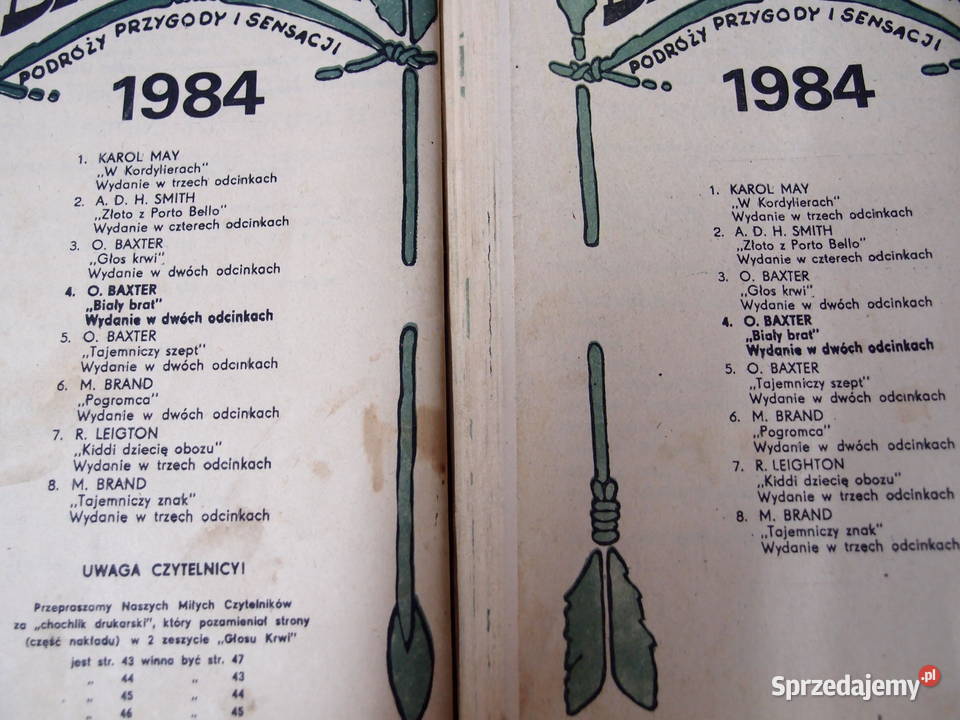 PODRÓŻY PRZYGODY I SENSACJI
1984
1. KAROL MAY
„W Kordylierach"
Wydanie w trzech odcinkach
2. A. D. H. SMITH
„Złoto z Porto Bello"
Wydanie w czterech odcinkach
3. O. BAXTER
„Głos krwi"
Wydanie w dwóch odcinkach
4. O. BAXTER
„Biały brat"
Wydanie w dwóch odcinkach
5. O. BAXTER
„Tajemniczy szept"
Wydanie w dwóch odcinkach
6. M. BRAND
„Pogromca"
Wydanie w dwóch odcinkach
7. R. LEIGTON
„Kiddi dziecię obozu"
Wydanie w trzech odcinkach
8. M. BRAND
„Tajemniczy znak"
Wydanie w trzech odcinkach
UWAGA CZYTELNICY!
Przepraszamy Naszych Miłych Czytelników
za „chochlik drukarski", który pozamieniał strony
(część nakładu) w 2 zeszycie „Głosu Krwi"
jest str. 43 winno być str. 47
„ 44 „ 43
„ 45 „ 44
„ 46 „ 45
PODRÓŻY PRZYGODY I SENSACJI
1984
1. KAROL MAY
„W Kordylierach"
Wydanie w trzech odcinkach
2. A. D. H. SMITH
„Złoto z Porto Bello"
Wydanie w czterech odcinkach
3. O. BAXTER
„Głos krwi"
Wydanie w dwóch odcinkach
4. O. BAXTER
„Biały brat"
Wydanie w dwóch odcinkach
5. O. BAXTER
„Tajemniczy szept"
Wydanie w dwóch odcinkach
6. M. BRAND
„Pogromca"
Wydanie w dwóch odcinkach
7. R. LEIGHTON
„Kiddi dziecię obozu"
Wydanie w trzech odcinkach
8. M. BRAND
„Tajemniczy znak"
Wydanie w trzech odcinkach
Sprzedajemy.pl